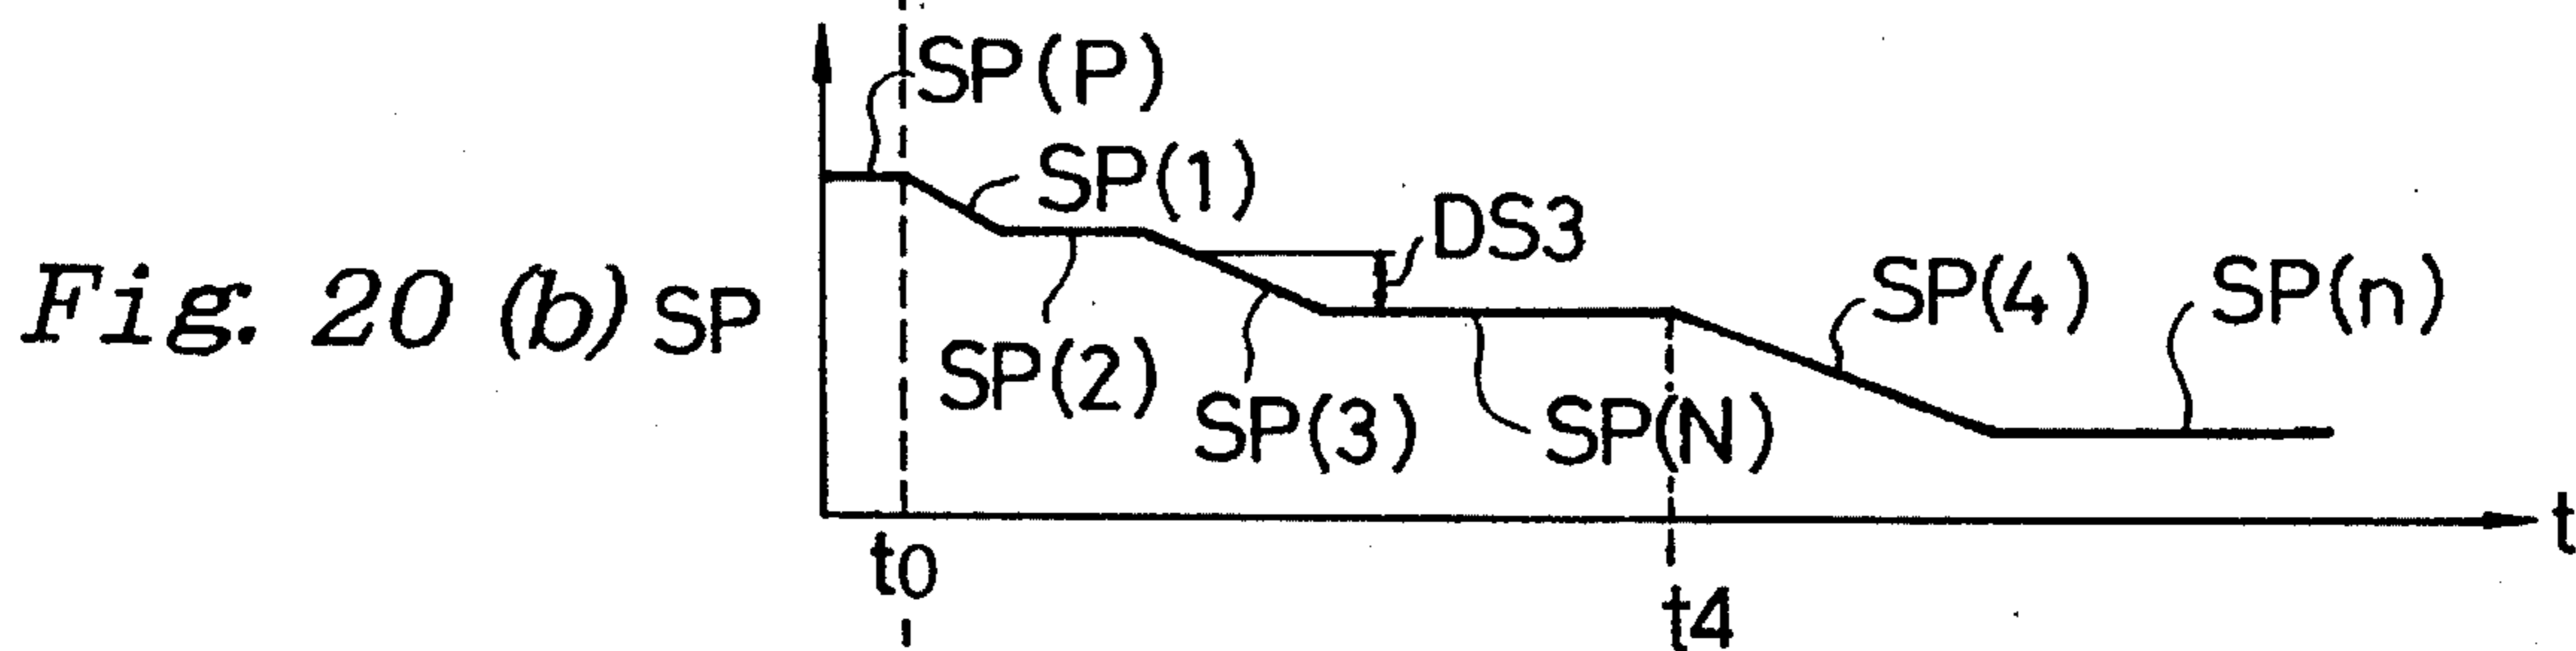 Fig. 20 (b)
SP
SP(P)
SP(1)
DS3
SP(2)
SP(3)
SP(N)
SP(4)
SP(n)
t0
t4
t